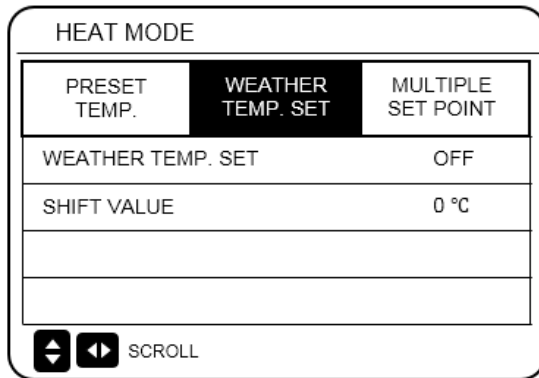 HEAT MODE
PRESET TEMP.
WEATHER TEMP. SET
MULTIPLE SET POINT
WEATHER TEMP. SET OFF
SHIFT VALUE 0 °C
SCROLL